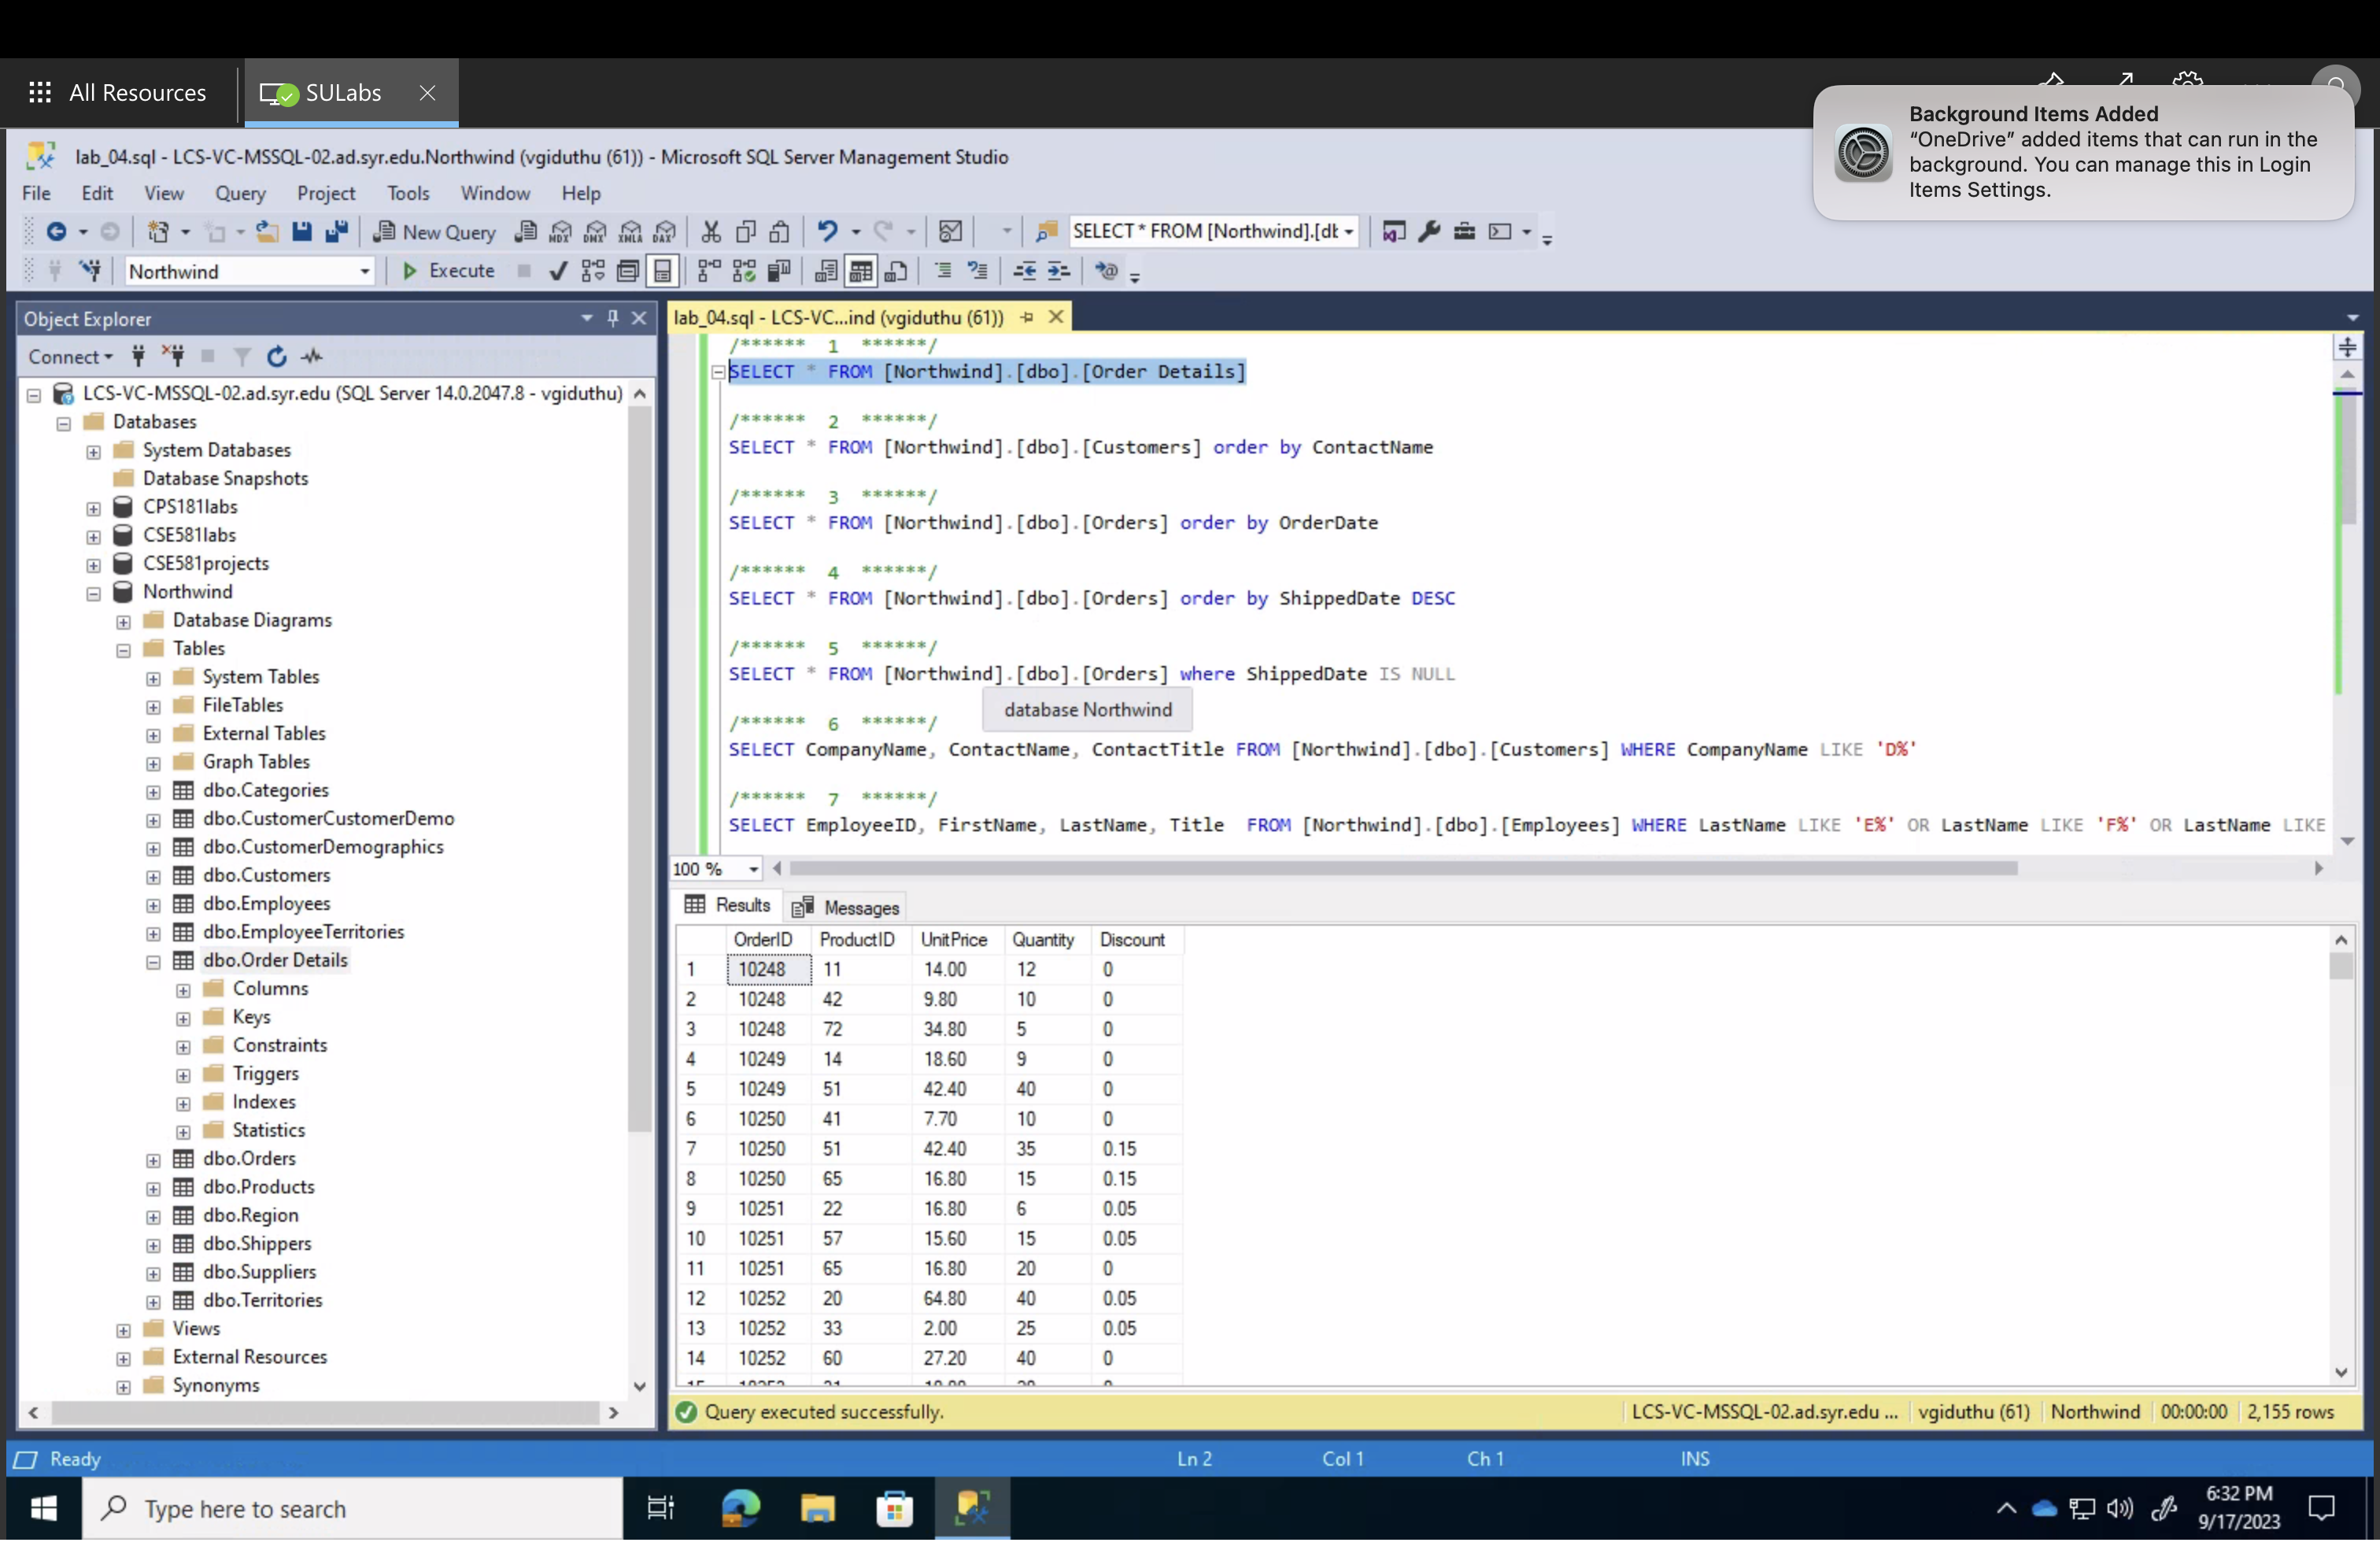 All Resources
SULabs
Background Items Added
“OneDrive” added items that can run in the
background. You can manage this in Login
Items Settings.
lab_04.sql - LCS-VC-MSSQL-02.ad.syr.edu.Northwind (vgiduthu (61)) - Microsoft SQL Server Management Studio
File Edit View Query Project Tools Window Help
New Query MDX DMX XMLA DAX SELECT * FROM [Northwind].[dt
Northwind Execute
Object Explorer
Connect
LCS-VC-MSSQL-02.ad.syr.edu (SQL Server 14.0.2047.8 - vgiduthu)
Databases
System Databases
Database Snapshots
CPS181labs
CSE581labs
CSE581projects
Northwind
Database Diagrams
Tables
System Tables
FileTables
External Tables
Graph Tables
dbo.Categories
dbo.CustomerCustomerDemo
dbo.CustomerDemographics
dbo.Customers
dbo.Employees
dbo.EmployeeTerritories
dbo.Order Details
Columns
Keys
Constraints
Triggers
Indexes
Statistics
dbo.Orders
dbo.Products
dbo.Region
dbo.Shippers
dbo.Suppliers
dbo.Territories
Views
External Resources
Synonyms
lab_04.sql - LCS-VC...ind (vgiduthu (61))
/****** 1 ******/
SELECT * FROM [Northwind].[dbo].[Order Details]
/****** 2 ******/
SELECT * FROM [Northwind].[dbo].[Customers] order by ContactName
/****** 3 ******/
SELECT * FROM [Northwind].[dbo].[Orders] order by OrderDate
/****** 4 ******/
SELECT * FROM [Northwind].[dbo].[Orders] order by ShippedDate DESC
/****** 5 ******/
SELECT * FROM [Northwind].[dbo].[Orders] where ShippedDate IS NULL
database Northwind
/****** 6 ******/
SELECT CompanyName, ContactName, ContactTitle FROM [Northwind].[dbo].[Customers] WHERE CompanyName LIKE 'D%'
/****** 7 ******/
SELECT EmployeeID, FirstName, LastName, Title FROM [Northwind].[dbo].[Employees] WHERE LastName LIKE 'E%' OR LastName LIKE 'F%' OR LastName LIKE
100 %
Results Messages
OrderID ProductID UnitPrice Quantity Discount
1 10248 11 14.00 12 0
2 10248 42 9.80 10 0
3 10248 72 34.80 5 0
4 10249 14 18.60 9 0
5 10249 51 42.40 40 0
6 10250 41 7.70 10 0
7 10250 51 42.40 35 0.15
8 10250 65 16.80 15 0.15
9 10251 22 16.80 6 0.05
10 10251 57 15.60 15 0.05
11 10251 65 16.80 20 0
12 10252 20 64.80 40 0.05
13 10252 33 2.00 25 0.05
14 10252 60 27.20 40 0
Query executed successfully.
LCS-VC-MSSQL-02.ad.syr.edu ... vgiduthu (61) Northwind 00:00:00 2,155 rows
Ready Ln 2 Col 1 Ch 1 INS
Type here to search
6:32 PM
9/17/2023